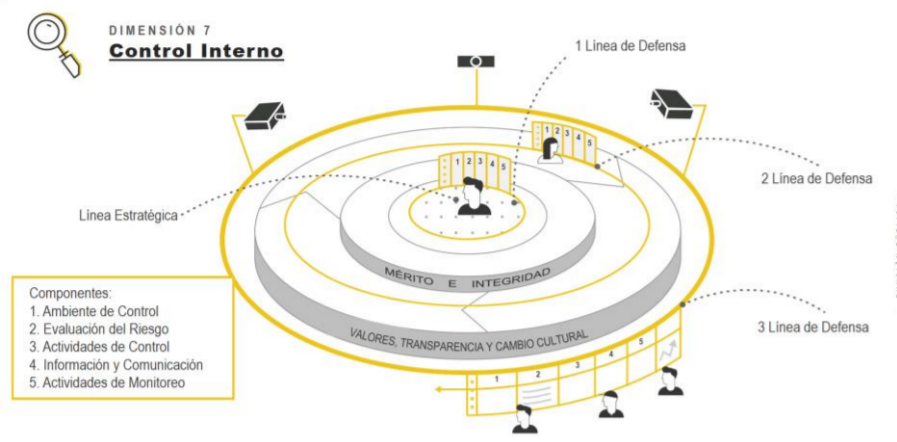 DIMENSIÓN 7
Control Interno
1 Línea de Defensa
1 2 3 4 5
1 2 3 4 5
2 Línea de Defensa
Línea Estratégica
MÉRITO E INTEGRIDAD
VALORES, TRANSPARENCIA Y CAMBIO CULTURAL
Componentes:
1. Ambiente de Control
2. Evaluación del Riesgo
3. Actividades de Control
4. Información y Comunicación
5. Actividades de Monitoreo
3 Línea de Defensa
1 2 3 4 5